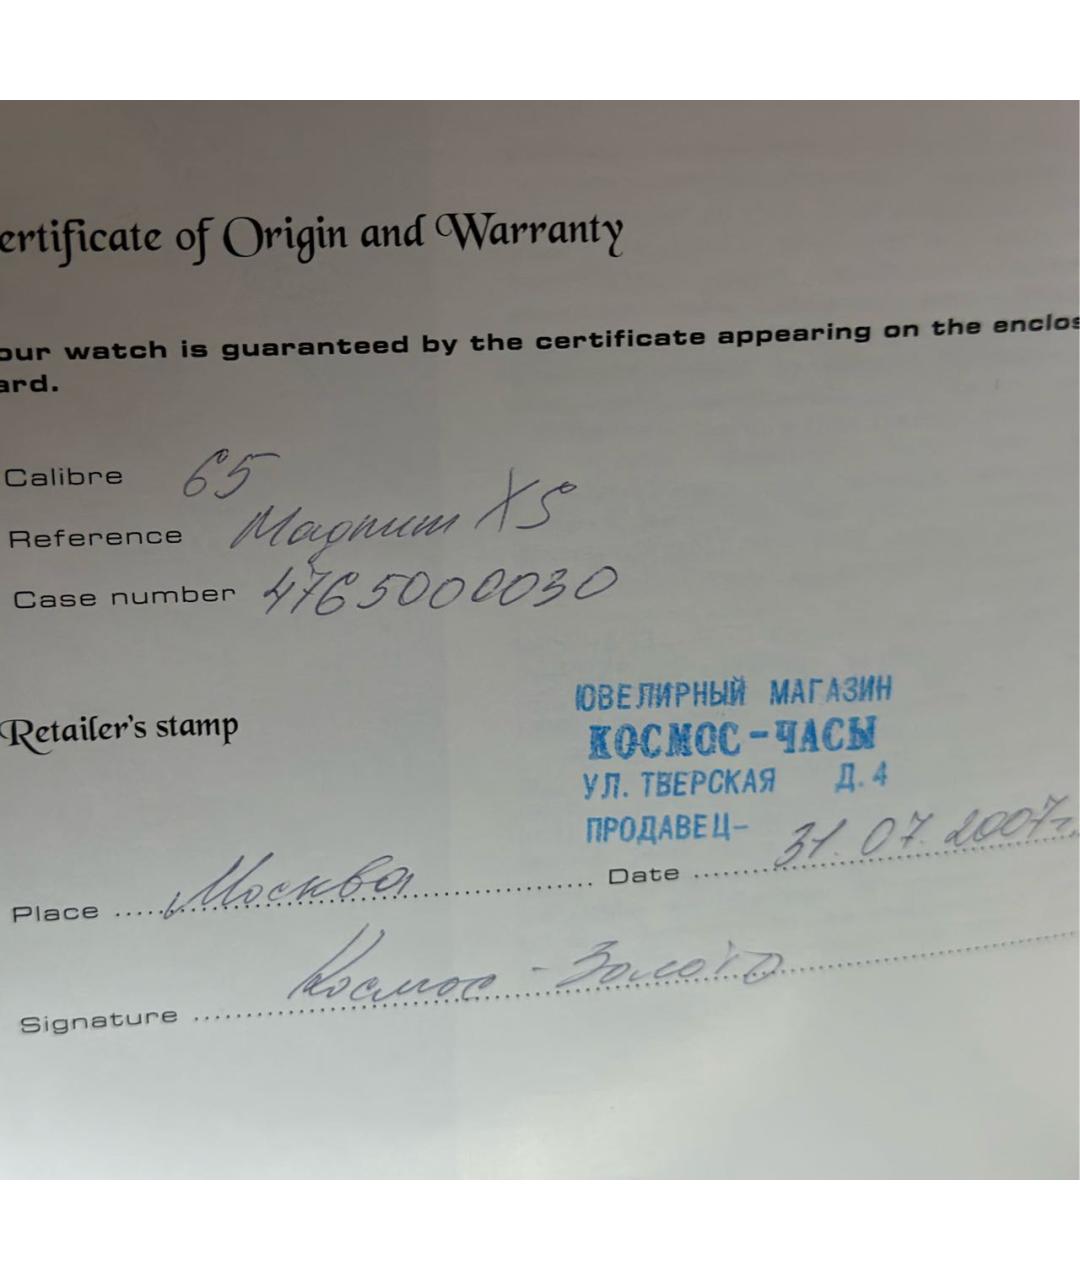 ertificate of Origin and Warranty
our watch is guaranteed by the certificate appearing on the enclos
ard.
Calibre 65
Reference Magnum XS
Case number 4765000030
Retailer's stamp
ЮВЕЛИРНЫЙ МАГАЗИН
КОСМОС-ЧАСЫ
УЛ. ТВЕРСКАЯ Д. 4
ПРОДАВЕЦ-
Place Москва Date 31.07.2007г.
Signature Космос-Золото